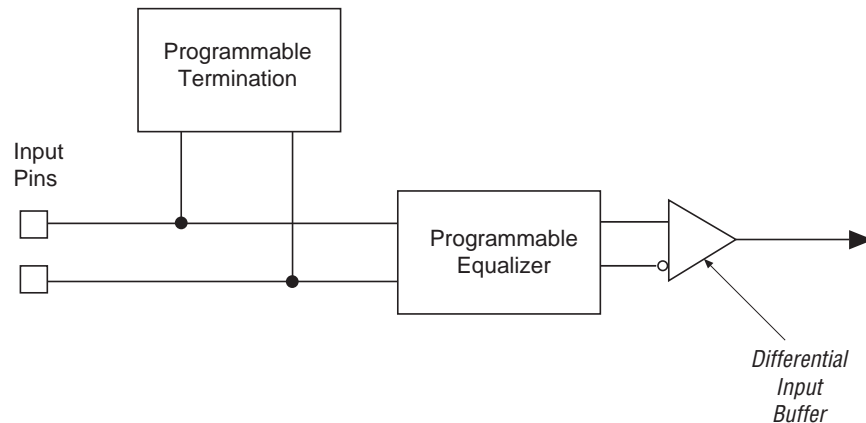 Programmable
Termination
Input
Pins
Programmable
Equalizer
Differential
Input
Buffer